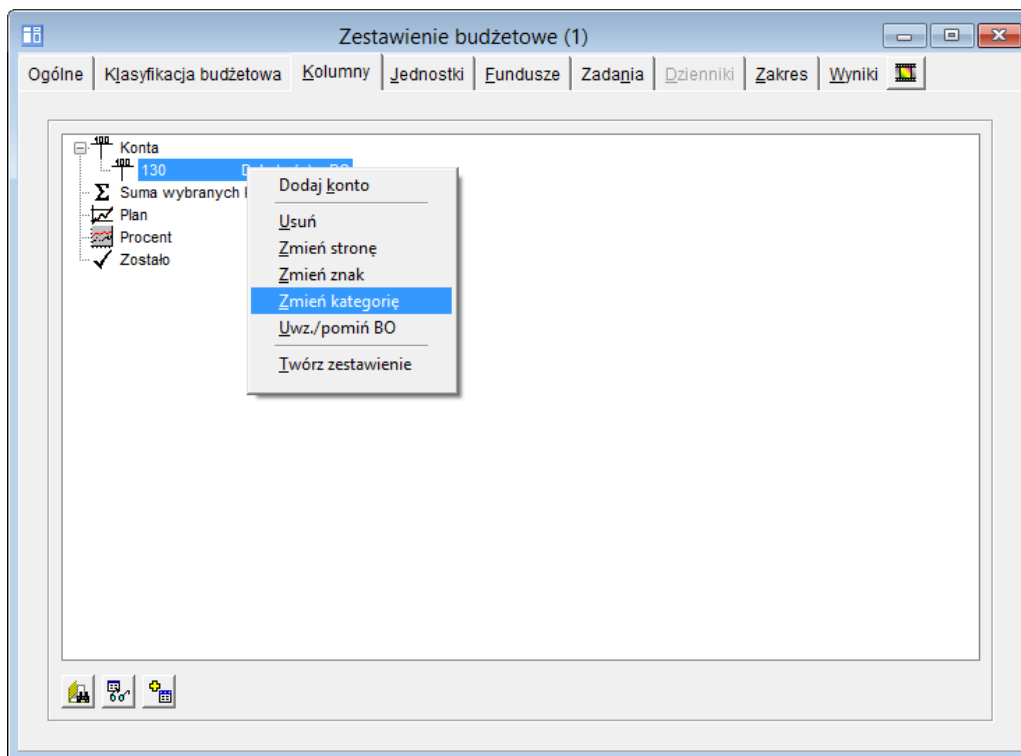 Zestawienie budżetowe (1)
Ogólne Klasyfikacja budżetowa Kolumny Jednostki Fundusze Zadania Dzienniki Zakres Wyniki
Konta
130
Suma wybranych
Plan
Procent
Zostało
Dodaj konto
Usuń
Zmień stronę
Zmień znak
Zmień kategorię
Uwz./pomiń BO
Twórz zestawienie